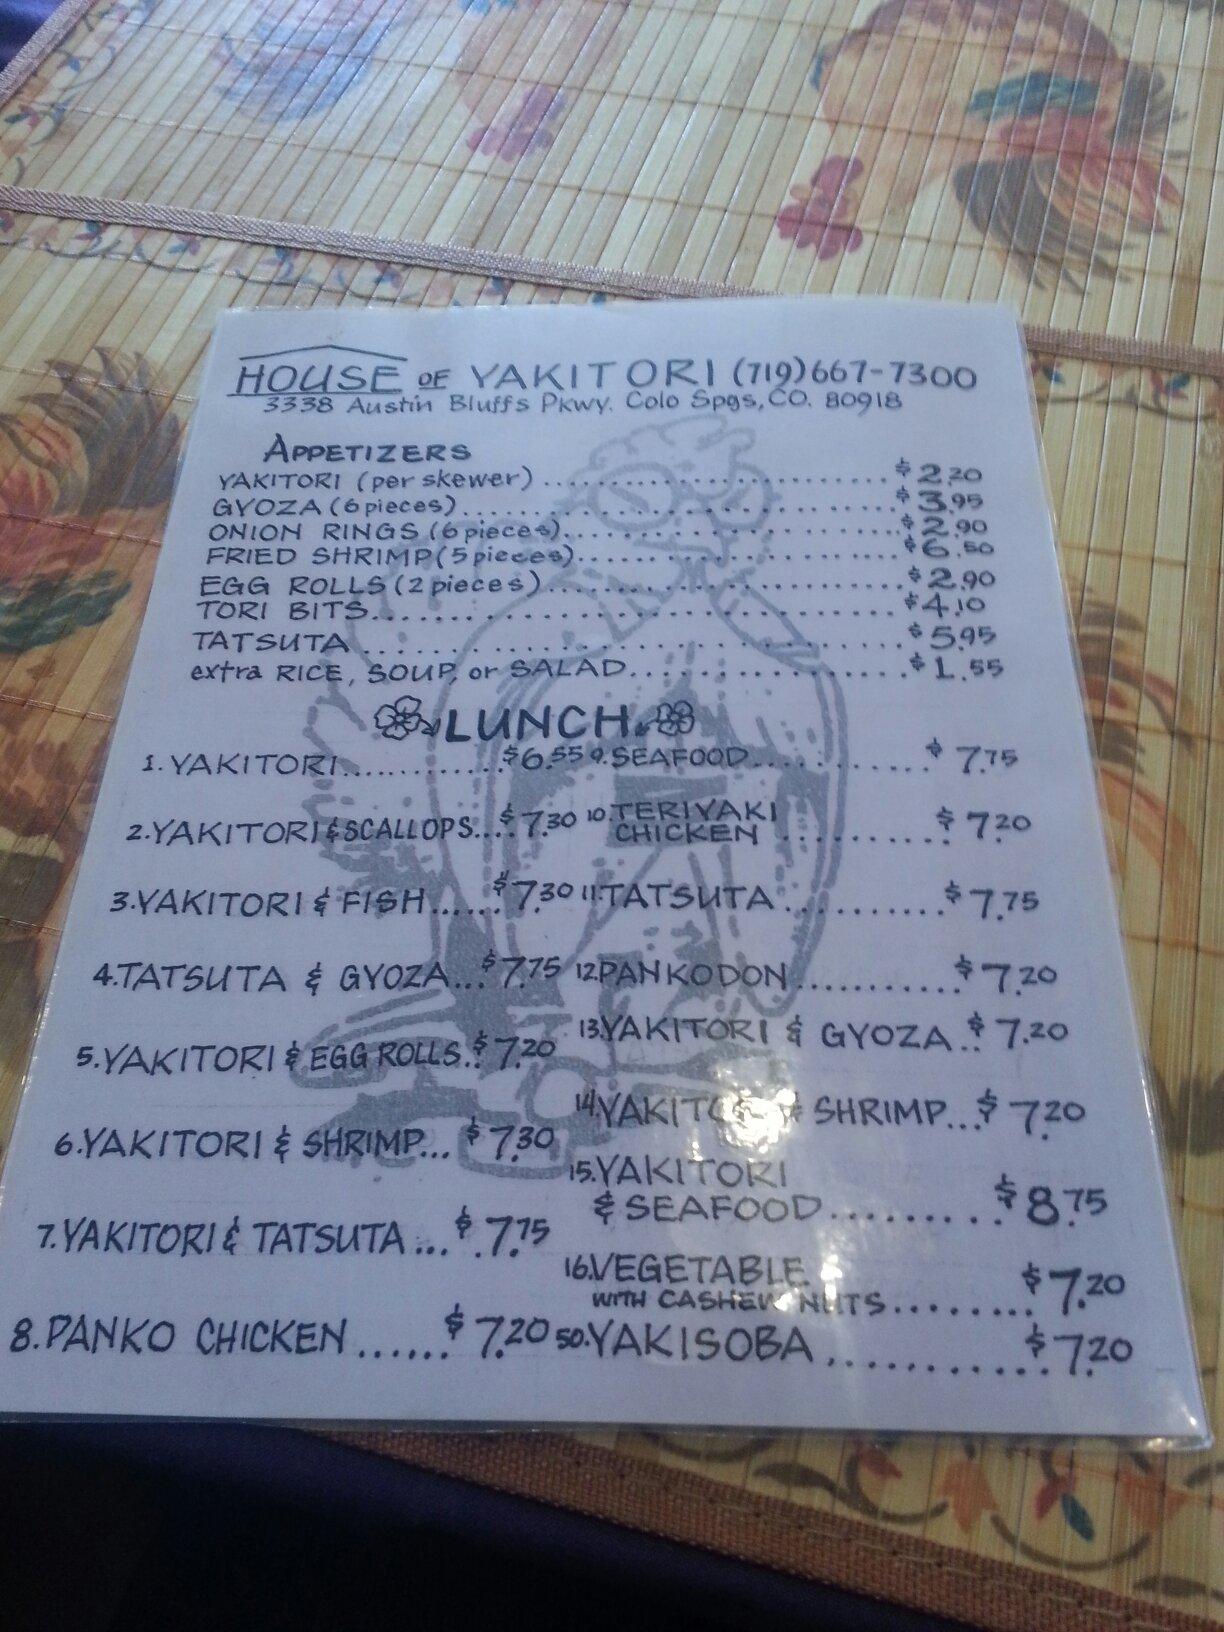 HOUSE OF YAKITORI (719)667-7300
3338 Austin Bluffs Pkwy. Colo Spgs, CO. 80918
APPETIZERS
YAKITORI (per skewer) ........................ $2.20
GYOZA (6 pieces) ........................ $3.95
ONION RINGS (6 pieces) ........................ $2.90
FRIED SHRIMP (5 pieces) ........................ $6.50
EGG ROLLS (2 pieces) ........................ $2.90
TORI BITS ........................ $4.10
TATSUTA ........................ $5.95
extra RICE, SOUP, or SALAD ........................ $1.55
LUNCH
1. YAKITORI ............ $6.55
2. YAKITORI & SCALLOPS .... $7.30
3. YAKITORI & FISH ...... $7.30
4. TATSUTA & GYOZA ... $7.75
5. YAKITORI & EGG ROLLS .. $7.20
6. YAKITORI & SHRIMP ... $7.30
7. YAKITORI & TATSUTA ... $7.75
8. PANKO CHICKEN ...... $7.20
9. SEAFOOD ............ $7.75
10. TERIYAKI
CHICKEN .......... $7.20
11. TATSUTA .......... $7.75
12. PANKODON ........... $7.20
13. YAKITORI & GYOZA .. $7.20
14. YAKITORI & SHRIMP ... $7.20
15. YAKITORI
& SEAFOOD .......... $8.75
16. VEGETABLE
WITH CASHEW NUTS ........ $7.20
50. YAKISOBA ............ $7.20